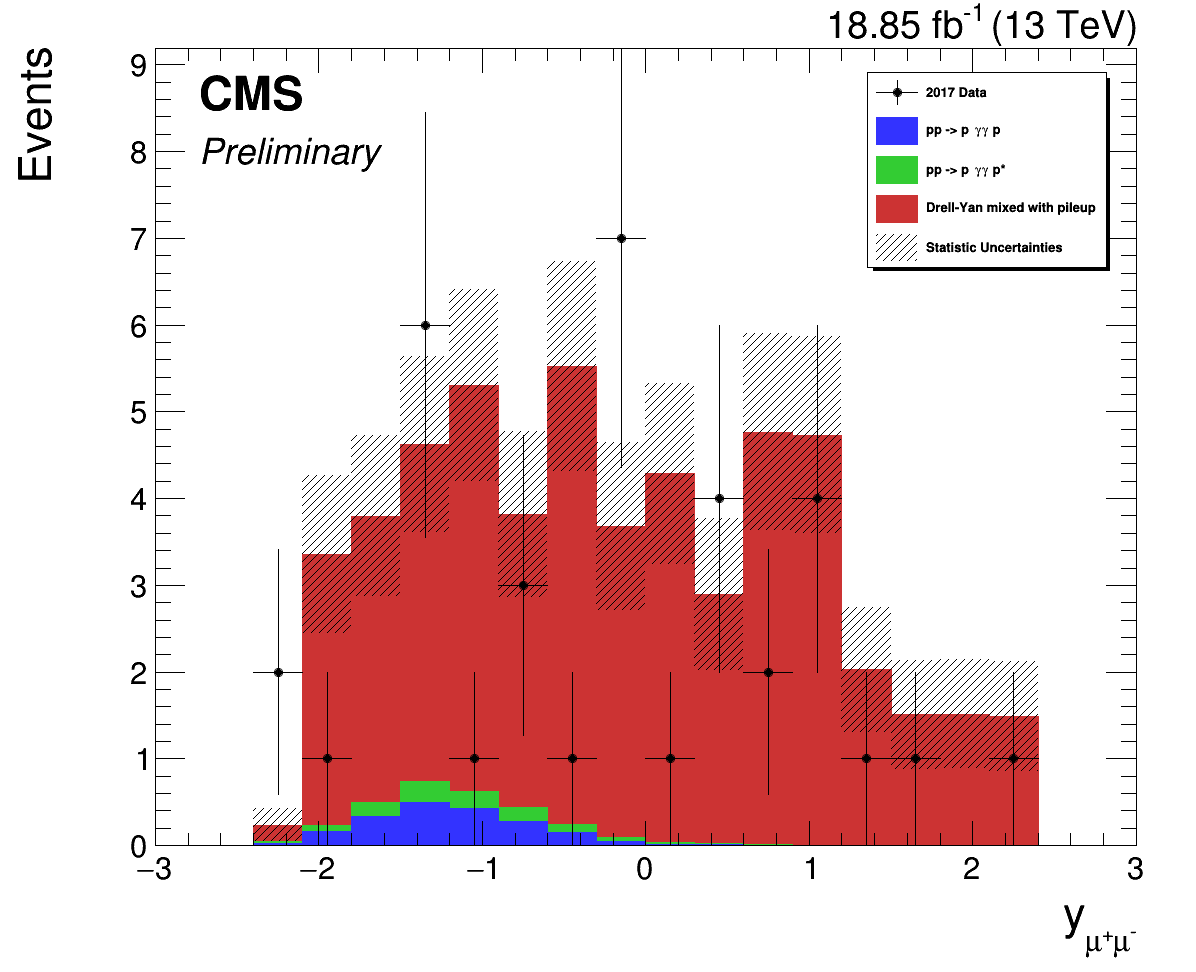 18.85 fb⁻¹ (13 TeV)
Events
CMS
Preliminary
2017 Data
pp -> p γγ p
pp -> p γγ p*
Drell-Yan mixed with pileup
Statistic Uncertainties
9
8
7
6
5
4
3
2
1
0
−3 −2 −1 0 1 2 3
y μ⁺μ⁻